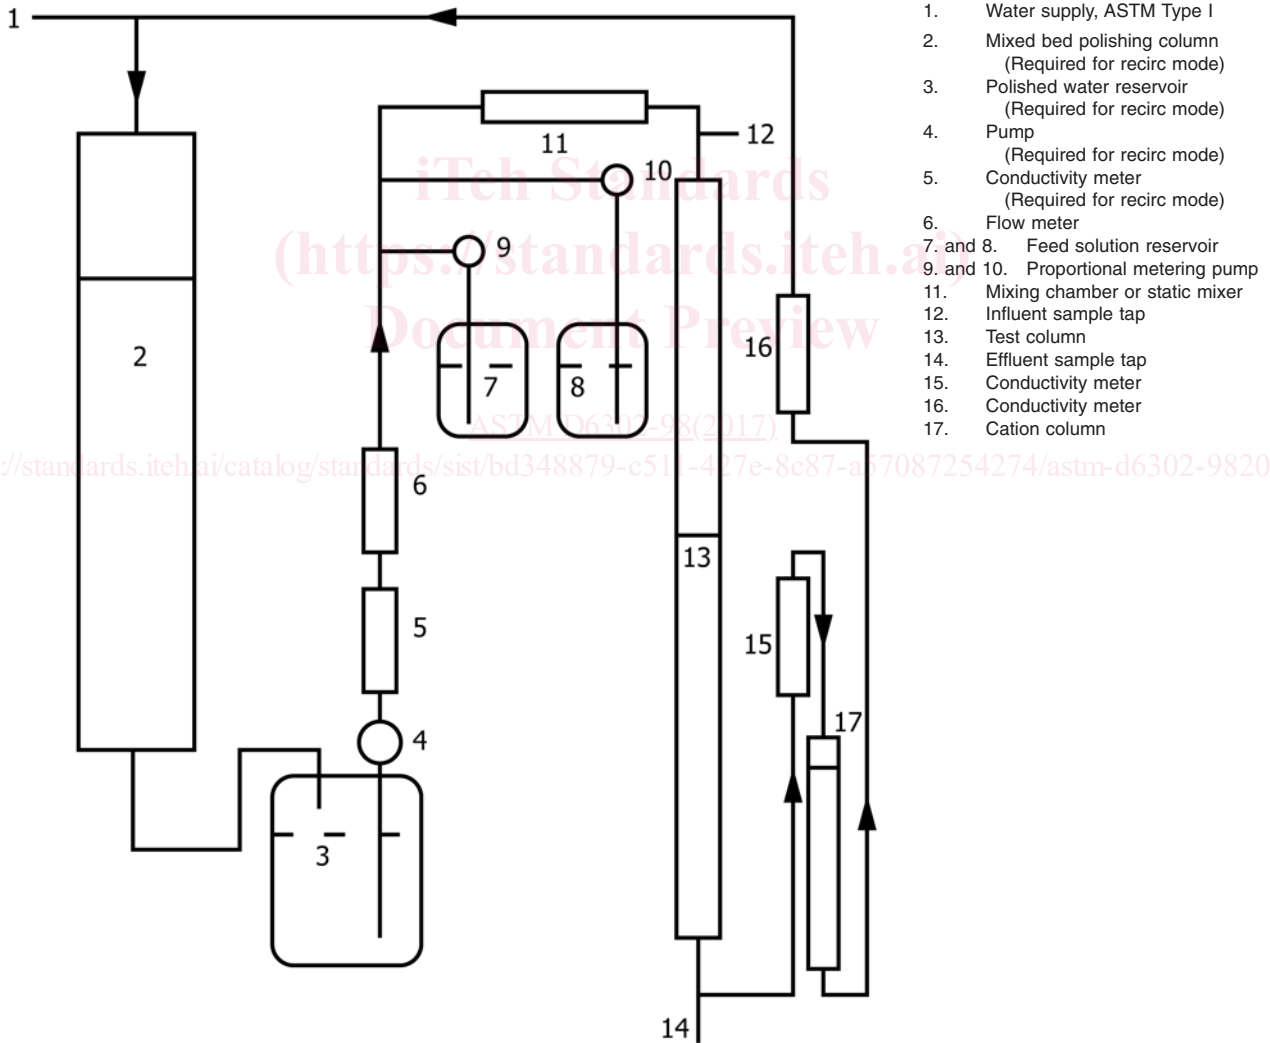 1
1. Water supply, ASTM Type I
2. Mixed bed polishing column
(Required for recirc mode)
3. Polished water reservoir
(Required for recirc mode)
4. Pump
(Required for recirc mode)
5. Conductivity meter
(Required for recirc mode)
6. Flow meter
7. and 8. Feed solution reservoir
9. and 10. Proportional metering pump
11. Mixing chamber or static mixer
12. Influent sample tap
13. Test column
14. Effluent sample tap
15. Conductivity meter
16. Conductivity meter
17. Cation column
11
12
10
9
16
2
7
8
6
13
5
15
17
4
3
14
iTeh Standards
(https://standards.iteh.ai)
Document Preview
ASTM D6302-98(2017)
://standards.iteh.ai/catalog/standards/sist/bd348879-c511-427e-8c87-a57087254274/astm-d6302-9820